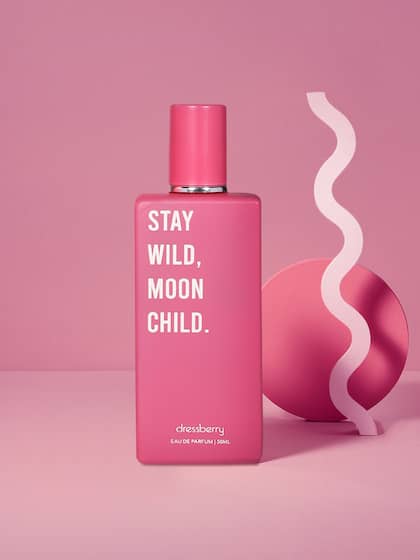 STAY
WILD,
MOON
CHILD.
dressberry
EAU DE PARFUM | 50ML